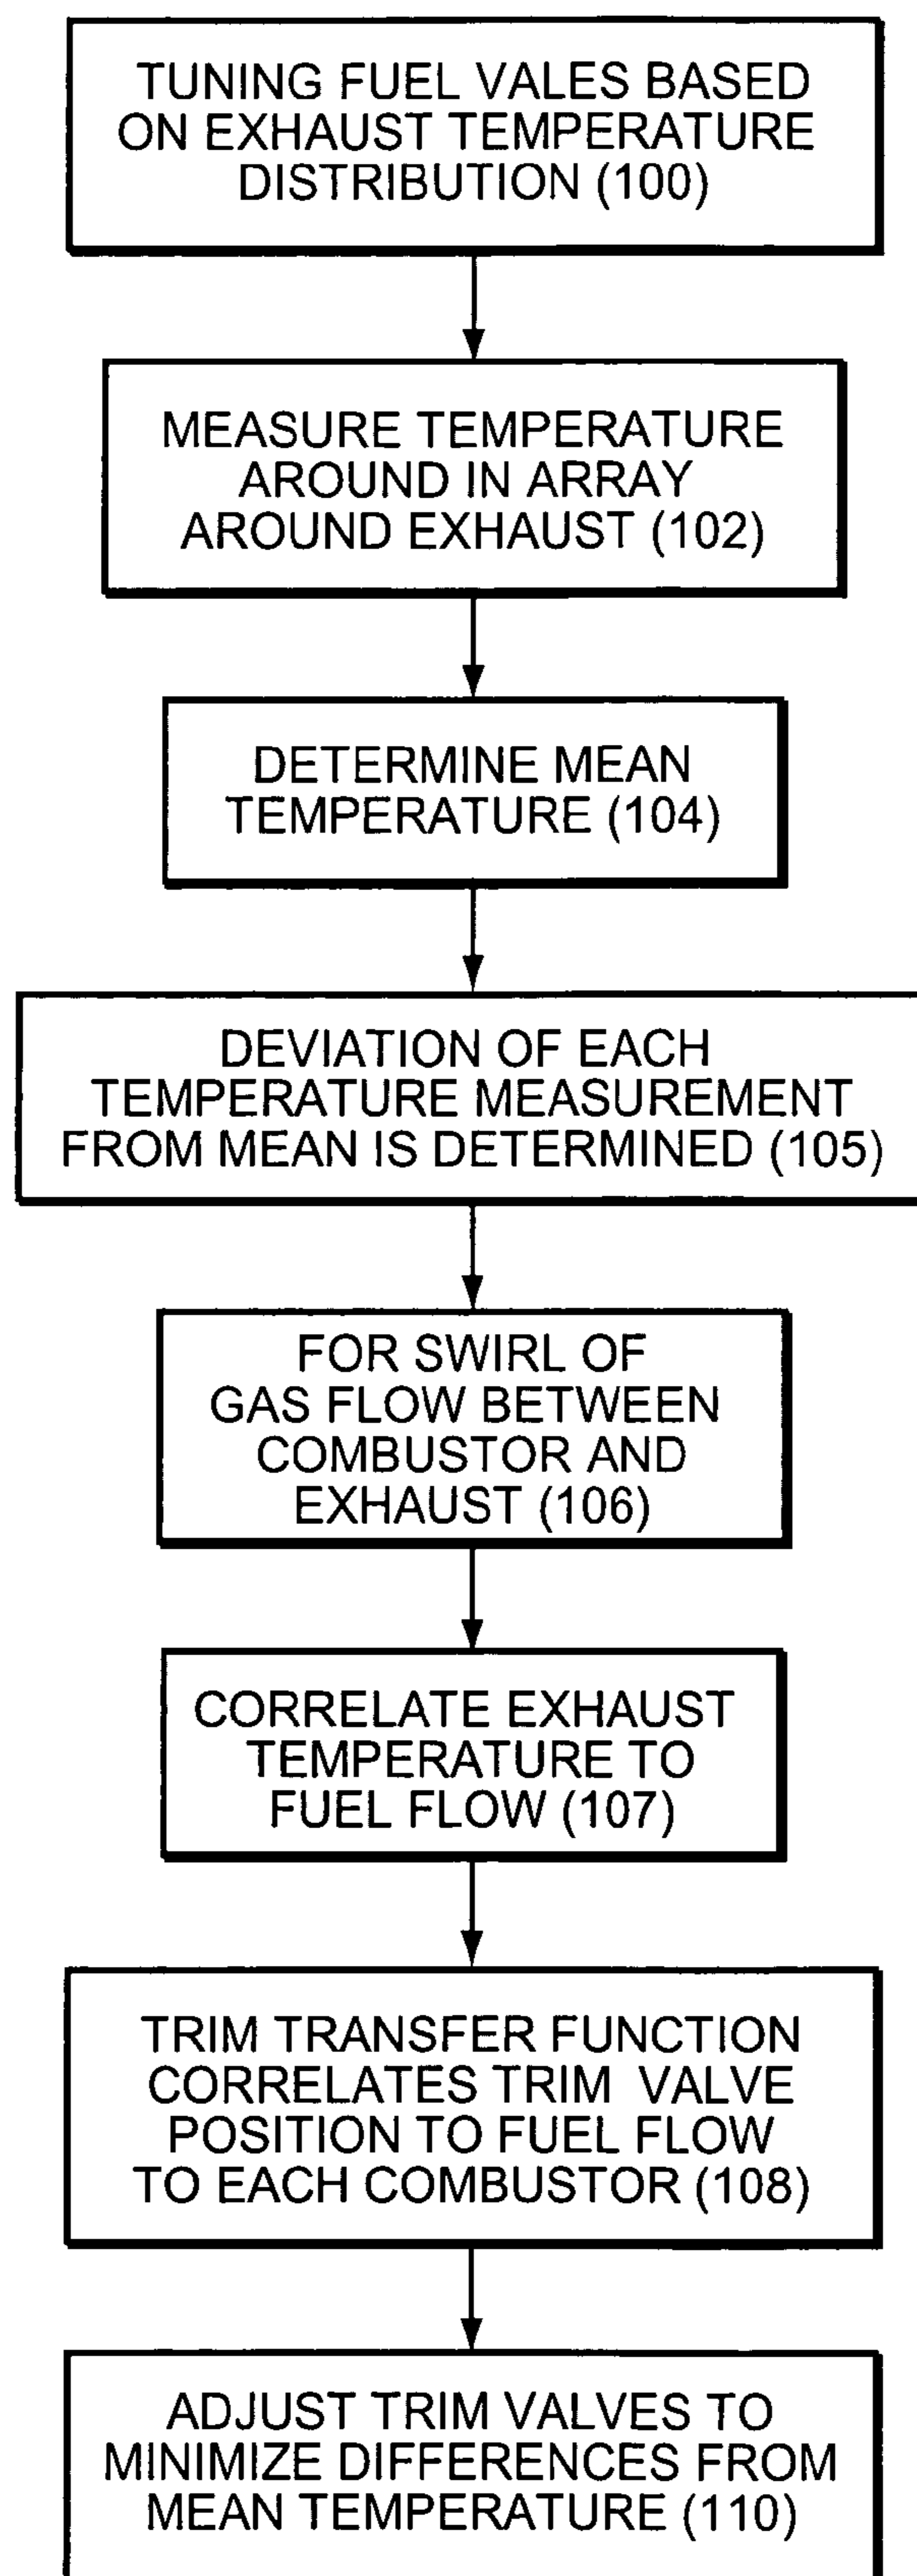 TUNING FUEL VALES BASED
ON EXHAUST TEMPERATURE
DISTRIBUTION (100)
MEASURE TEMPERATURE
AROUND IN ARRAY
AROUND EXHAUST (102)
DETERMINE MEAN
TEMPERATURE (104)
DEVIATION OF EACH
TEMPERATURE MEASUREMENT
FROM MEAN IS DETERMINED (105)
FOR SWIRL OF
GAS FLOW BETWEEN
COMBUSTOR AND
EXHAUST (106)
CORRELATE EXHAUST
TEMPERATURE TO
FUEL FLOW (107)
TRIM TRANSFER FUNCTION
CORRELATES TRIM VALVE
POSITION TO FUEL FLOW
TO EACH COMBUSTOR (108)
ADJUST TRIM VALVES TO
MINIMIZE DIFFERENCES FROM
MEAN TEMPERATURE (110)